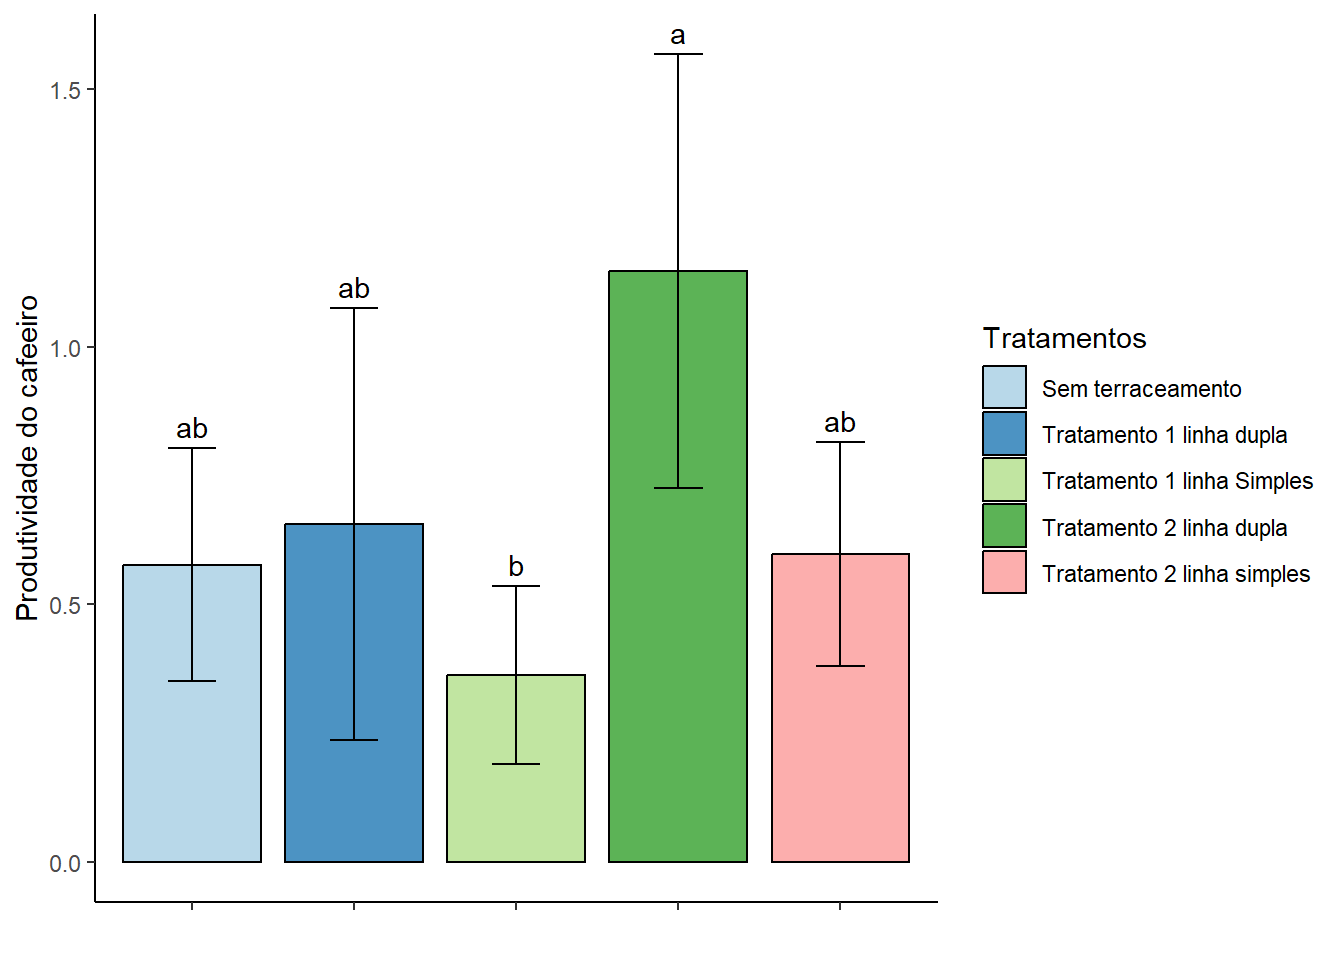 Produtividade do cafeeiro
1.5
1.0
0.5
0.0
ab
ab
b
a
ab
Tratamentos
Sem terraceamento
Tratamento 1 linha dupla
Tratamento 1 linha Simples
Tratamento 2 linha dupla
Tratamento 2 linha simples